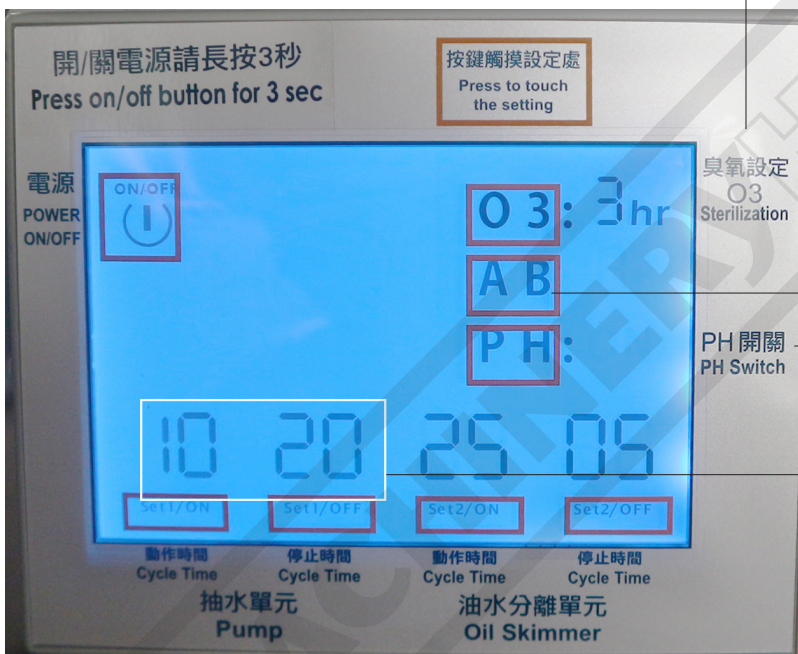 開/關電源請長按3秒
Press on/off button for 3 sec
按鍵觸摸設定處
Press to touch
the setting
電源
POWER
ON/OFF
ON/OFF
O 3: 3hr
臭氧設定
O3
Sterilization
A B
P H:
PH 開關
PH Switch
10 20 25 05
Set1/ON Set1/OFF Set2/ON Set2/OFF
動作時間 停止時間 動作時間 停止時間
Cycle Time Cycle Time Cycle Time Cycle Time
抽水單元 油水分離單元
Pump Oil Skimmer